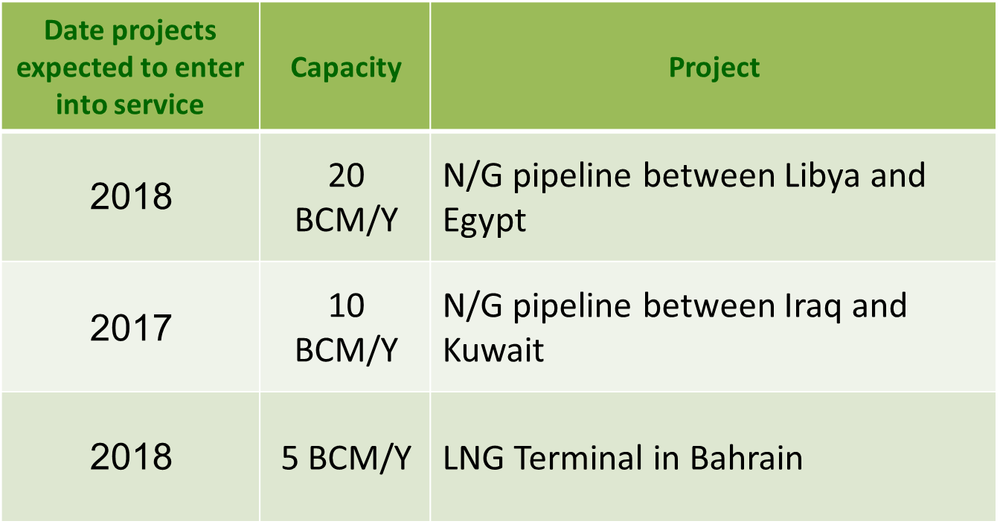 Date projects
expected to enter
into service
Capacity
Project
2018
20
BCM/Y
N/G pipeline between Libya and
Egypt
2017
10
BCM/Y
N/G pipeline between Iraq and
Kuwait
2018
5 BCM/Y
LNG Terminal in Bahrain